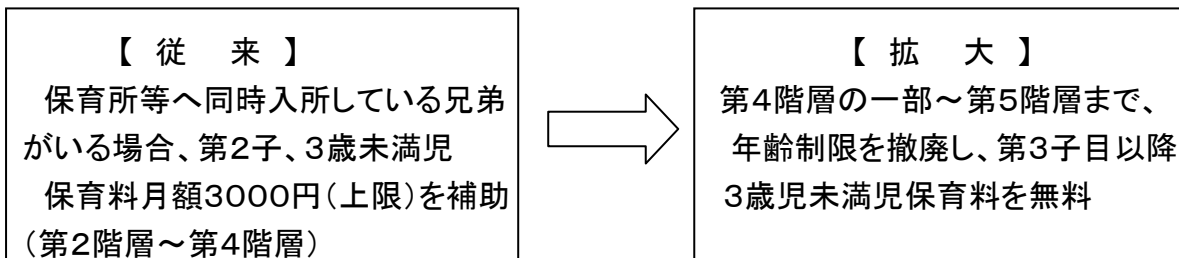 【 従 来 】
保育所等へ同時入所している兄弟
がいる場合、第2子、3歳未満児
保育料月額3000円(上限)を補助
(第2階層～第4階層)
【 拡 大 】
第4階層の一部～第5階層まで、
年齢制限を撤廃し、第3子目以降
3歳児未満児保育料を無料